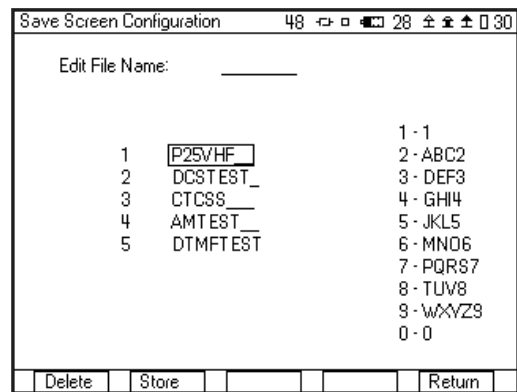 Save Screen Configuration 48 28 30
Edit File Name: ________
1 P25VHF__
2 DCSTEST_
3 CTCSS___
4 AMTEST__
5 DTMFTEST
1 - 1
2 - ABC2
3 - DEF3
4 - GHI4
5 - JKL5
6 - MNO6
7 - PQRS7
8 - TUV8
9 - WXYZ9
0 - 0
Delete Store Return